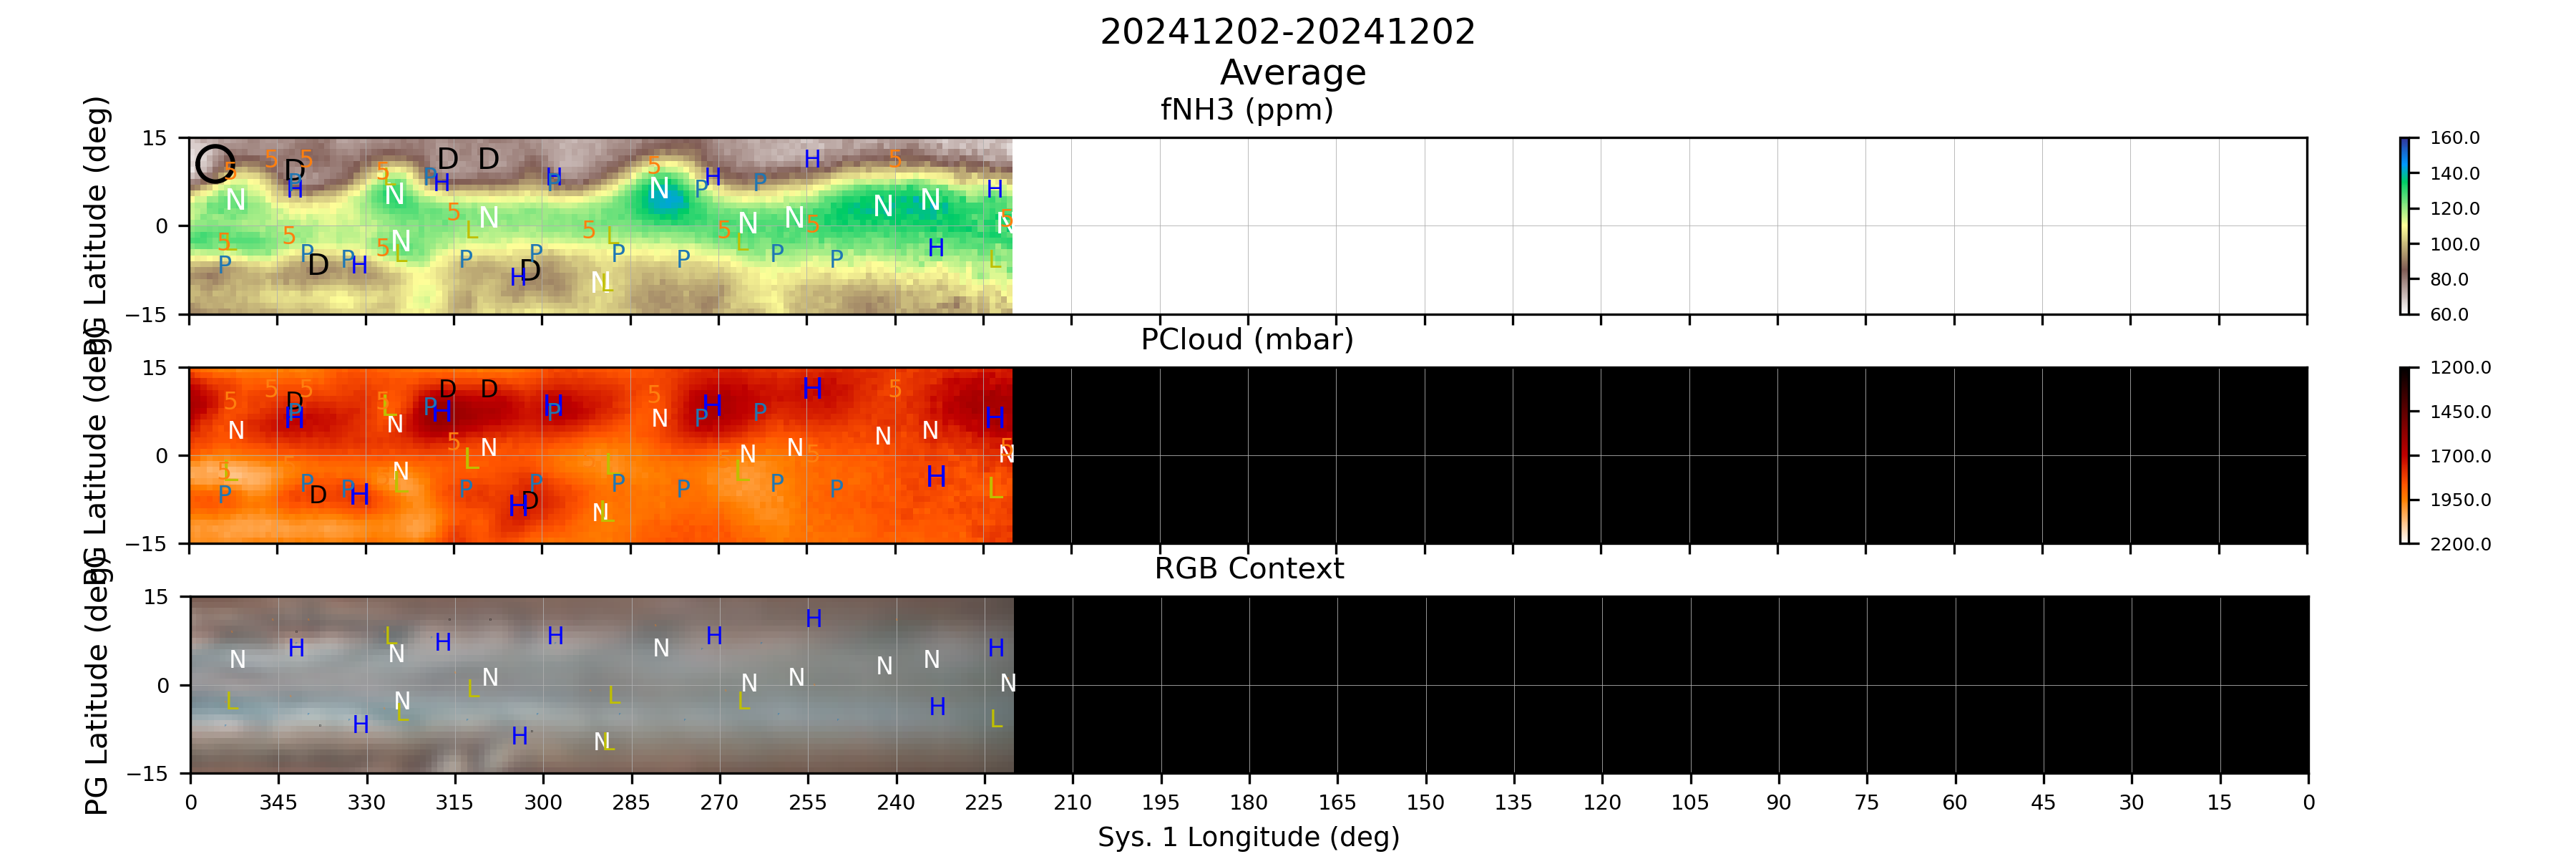 20241202-20241202
Average
fNH3 (ppm)
PG Latitude (deg)
15
0
−15
160.0
140.0
120.0
100.0
80.0
60.0
PCloud (mbar)
PG Latitude (deg)
15
0
−15
1200.0
1450.0
1700.0
1950.0
2200.0
RGB Context
PG Latitude (deg)
15
0
−15
0 345 330 315 300 285 270 255 240 225 210 195 180 165 150 135 120 105 90 75 60 45 30 15 0
Sys. 1 Longitude (deg)